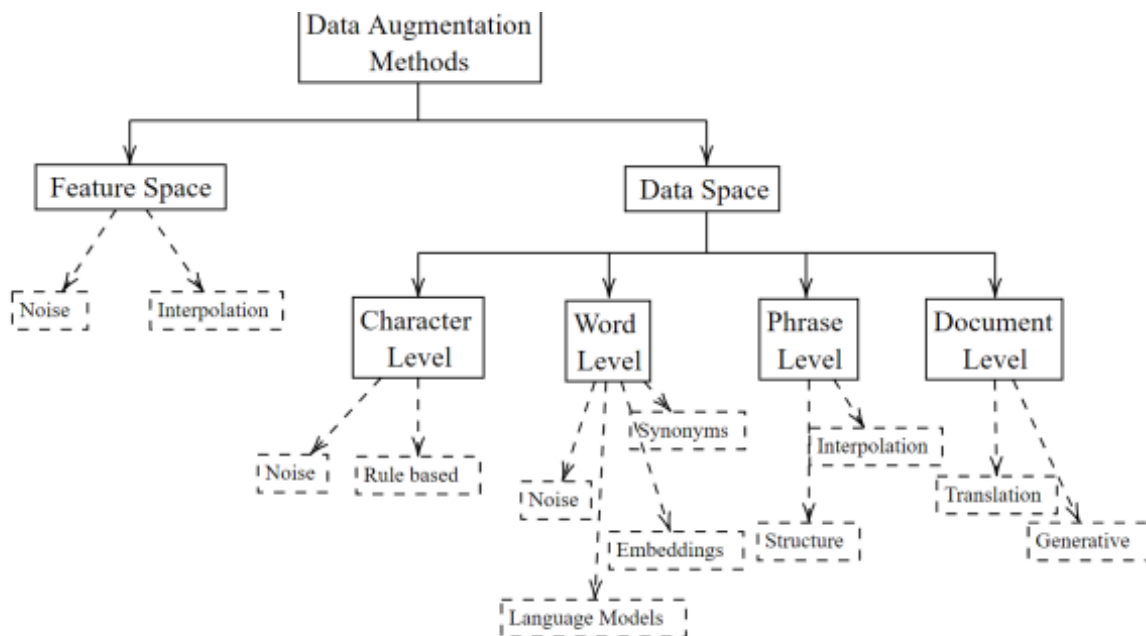 Data Augmentation
Methods
Feature Space
Data Space
Noise
Interpolation
Character
Level
Word
Level
Phrase
Level
Document
Level
Synonyms
Interpolation
Noise
Rule based
Noise
Translation
Embeddings
Structure
Generative
Language Models